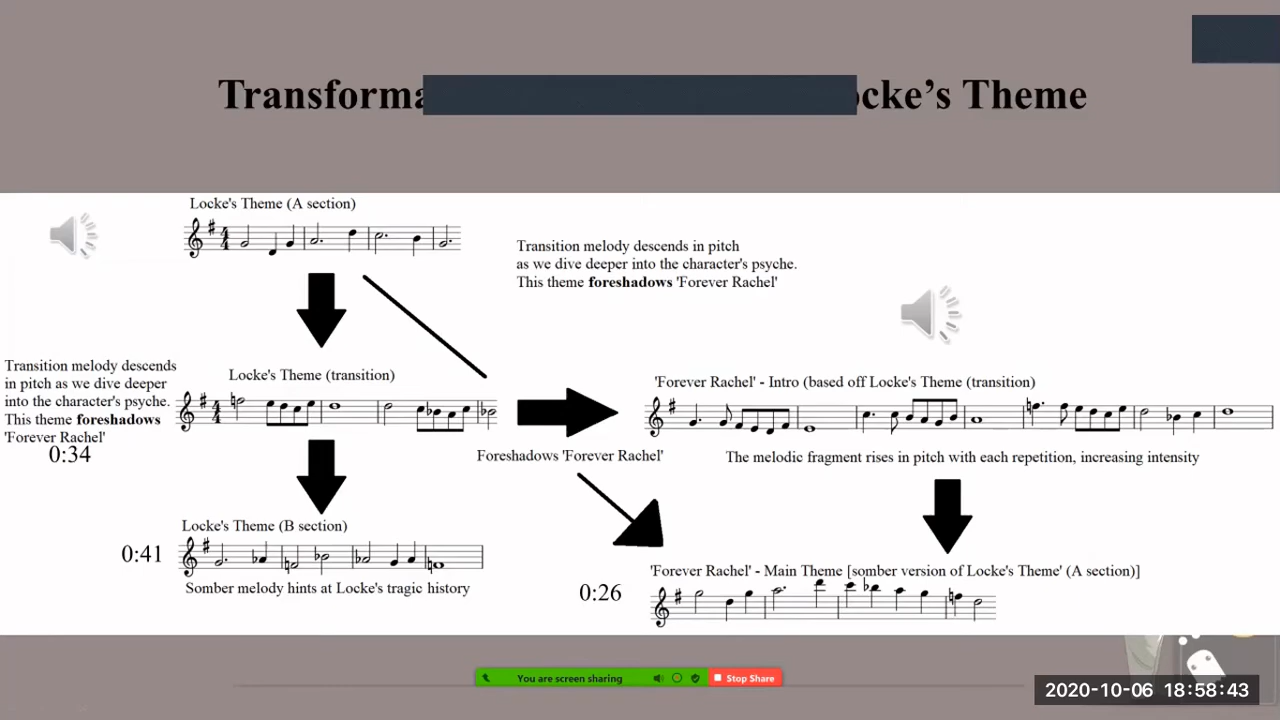 Locke's Theme
Locke's Theme (A section)
Transition melody descends in pitch
as we dive deeper into the character's psyche.
This theme foreshadows 'Forever Rachel'
Transition melody descends
in pitch as we dive deeper
into the character's psyche.
This theme foreshadows
'Forever Rachel'
0:34
Locke's Theme (transition)
'Forever Rachel' - Intro (based off Locke's Theme (transition)
Foreshadows 'Forever Rachel'
The melodic fragment rises in pitch with each repetition, increasing intensity
Locke's Theme (B section)
0:41
Somber melody hints at Locke's tragic history
'Forever Rachel' - Main Theme [somber version of Locke's Theme' (A section)]
0:26
You are screen sharing
Stop Share
2020-10-06 18:58:43